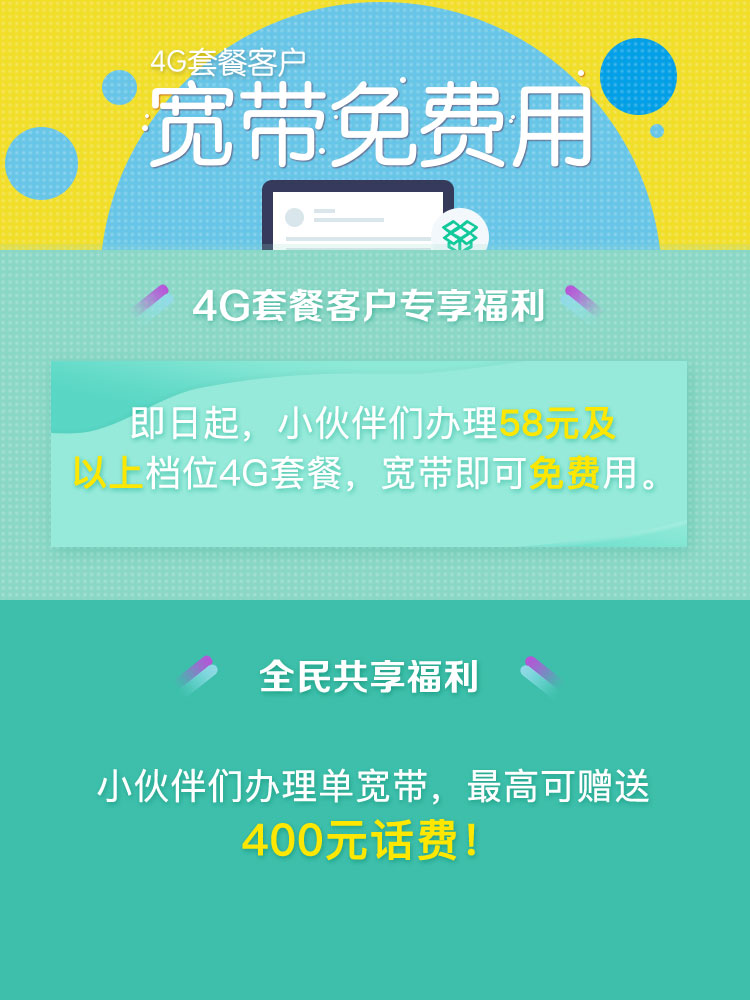 4G套餐客户
宽带免费用
4G套餐客户专享福利
即日起，小伙伴们办理58元及
以上档位4G套餐，宽带即可免费用。
全民共享福利
小伙伴们办理单宽带，最高可赠送
400元话费！